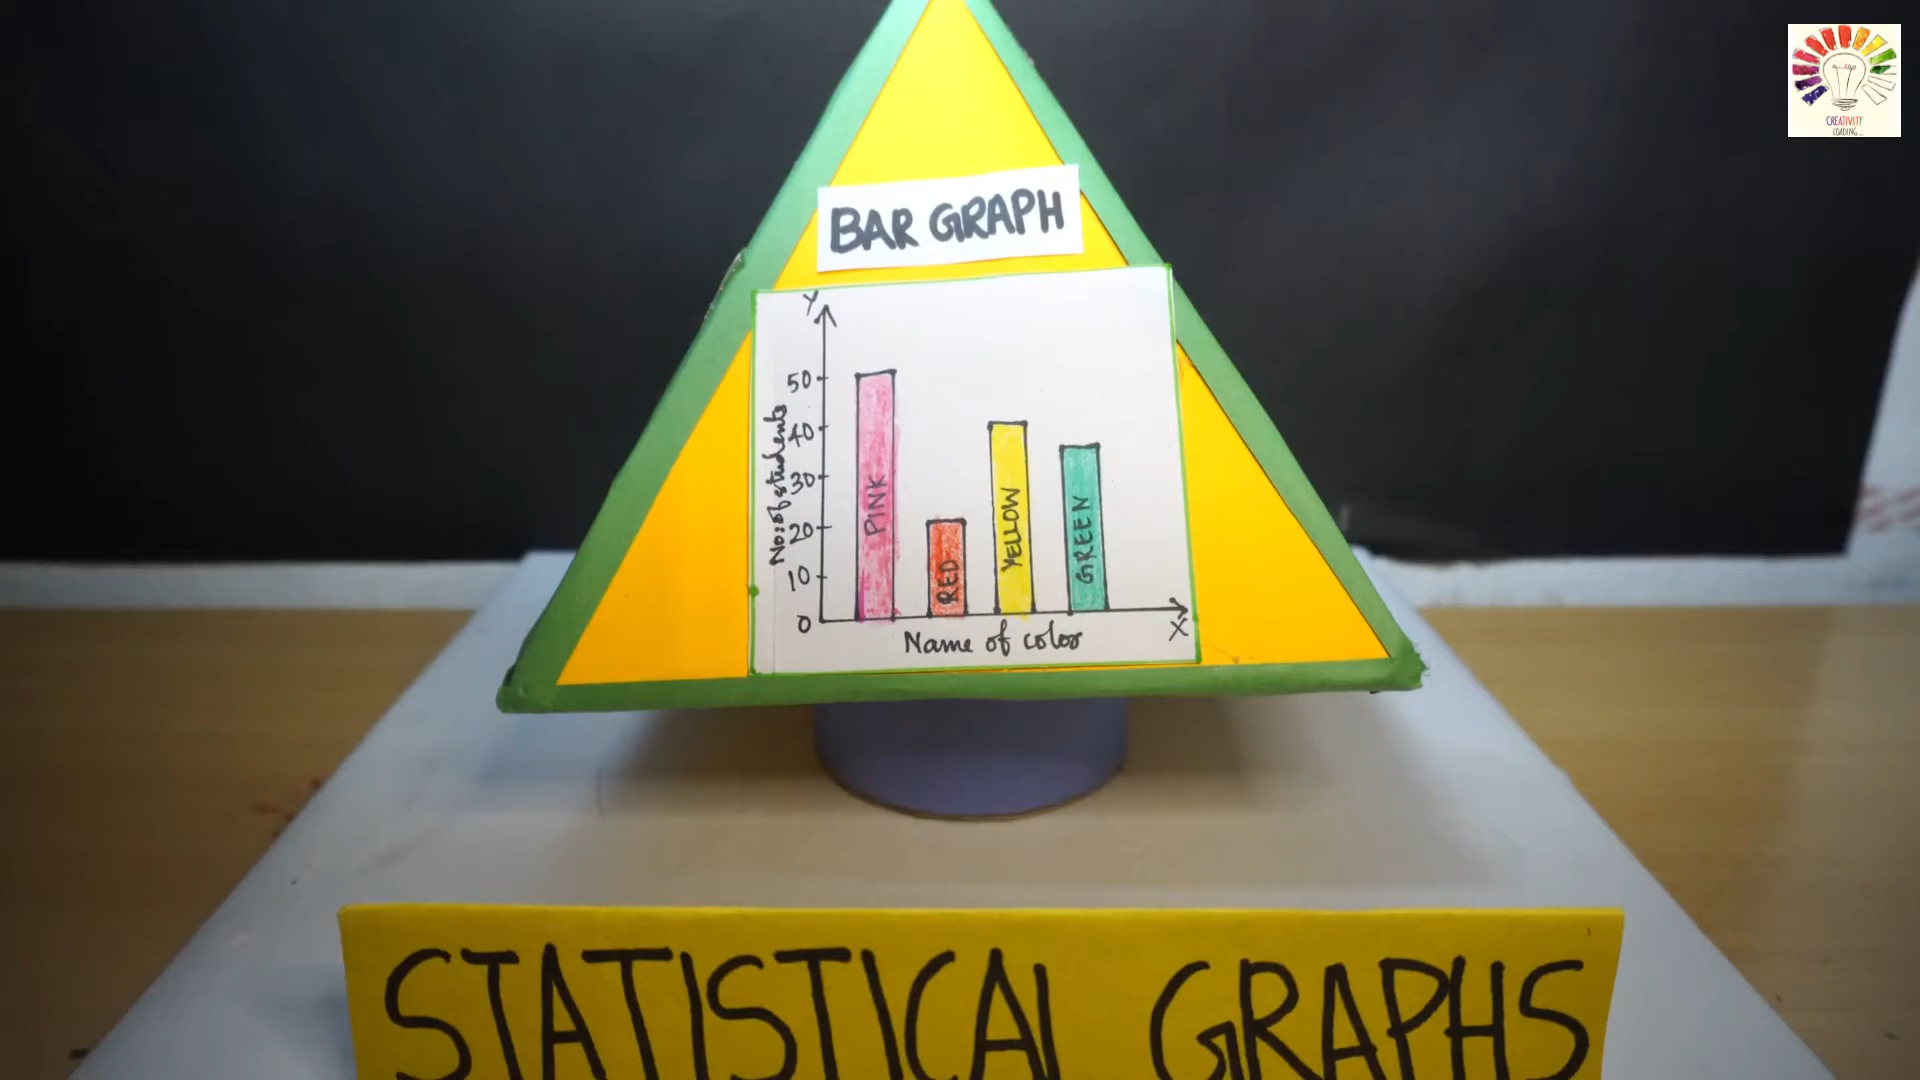 CREATIVITY
LOADING...
BAR GRAPH
Y
50
40
30
20
10
0
No: of students
PINK
RED
YELLOW
GREEN
X
Name of color
STATISTICAL GRAPHS